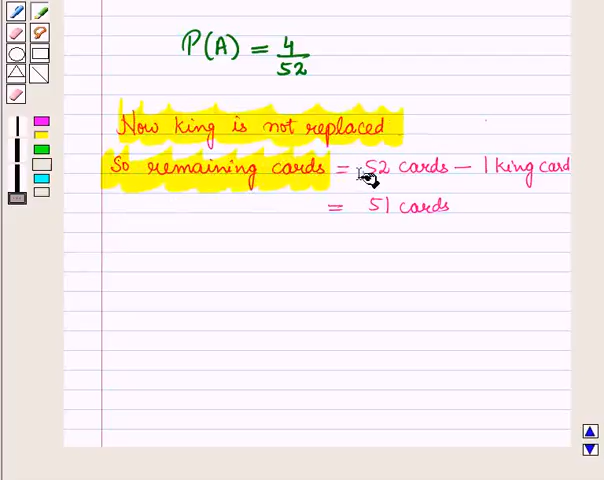 P(A) = 4/52
Now king is not replaced
So remaining cards = 52 cards − 1 king card
= 51 cards